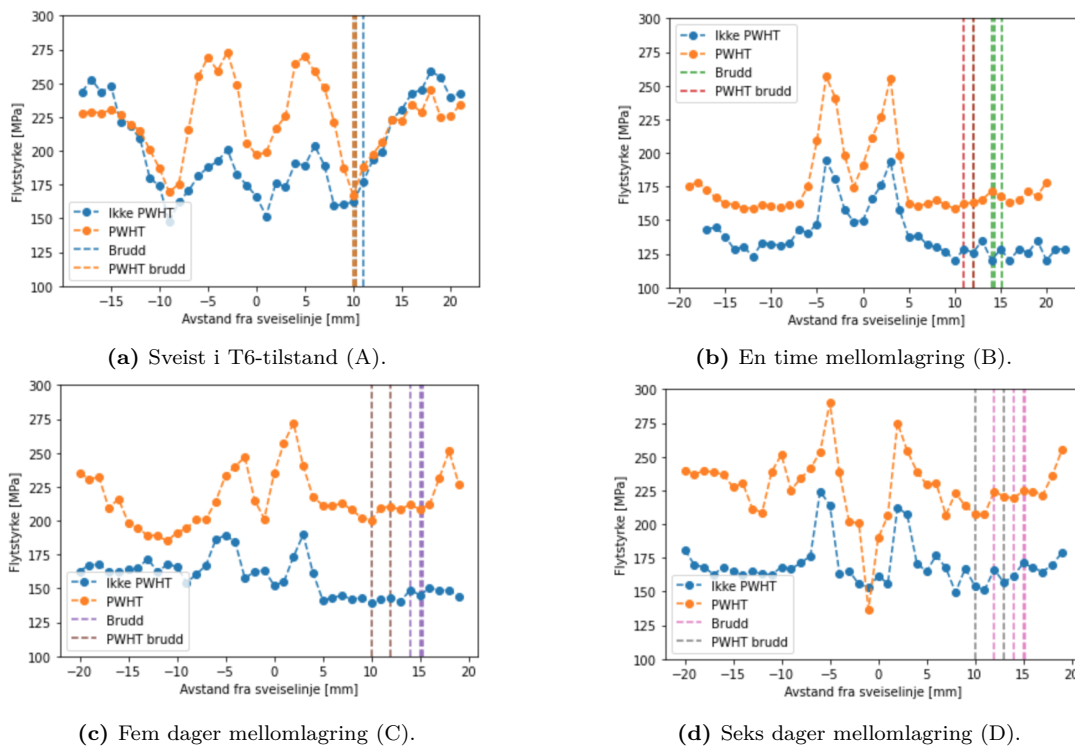 300
275
250
225
200
175
150
125
100
Flytstyrke [MPa]
Ikke PWHT
PWHT
Brudd
PWHT brudd
−15
−10
−5
0
5
10
15
20
Avstand fra sveiselinje [mm]
(a) Sveist i T6-tilstand (A).
300
275
250
225
200
175
150
125
100
Flytstyrke [MPa]
Ikke PWHT
PWHT
Brudd
PWHT brudd
−20
−15
−10
−5
0
5
10
15
20
Avstand fra sveiselinje [mm]
(b) En time mellomlagring (B).
300
275
250
225
200
175
150
125
100
Flytstyrke [MPa]
Ikke PWHT
PWHT
Brudd
PWHT brudd
−20
−15
−10
−5
0
5
10
15
20
Avstand fra sveiselinje [mm]
(c) Fem dager mellomlagring (C).
300
275
250
225
200
175
150
125
100
Flytstyrke [MPa]
Ikke PWHT
PWHT
Brudd
PWHT brudd
−20
−15
−10
−5
0
5
10
15
20
Avstand fra sveiselinje [mm]
(d) Seks dager mellomlagring (D).